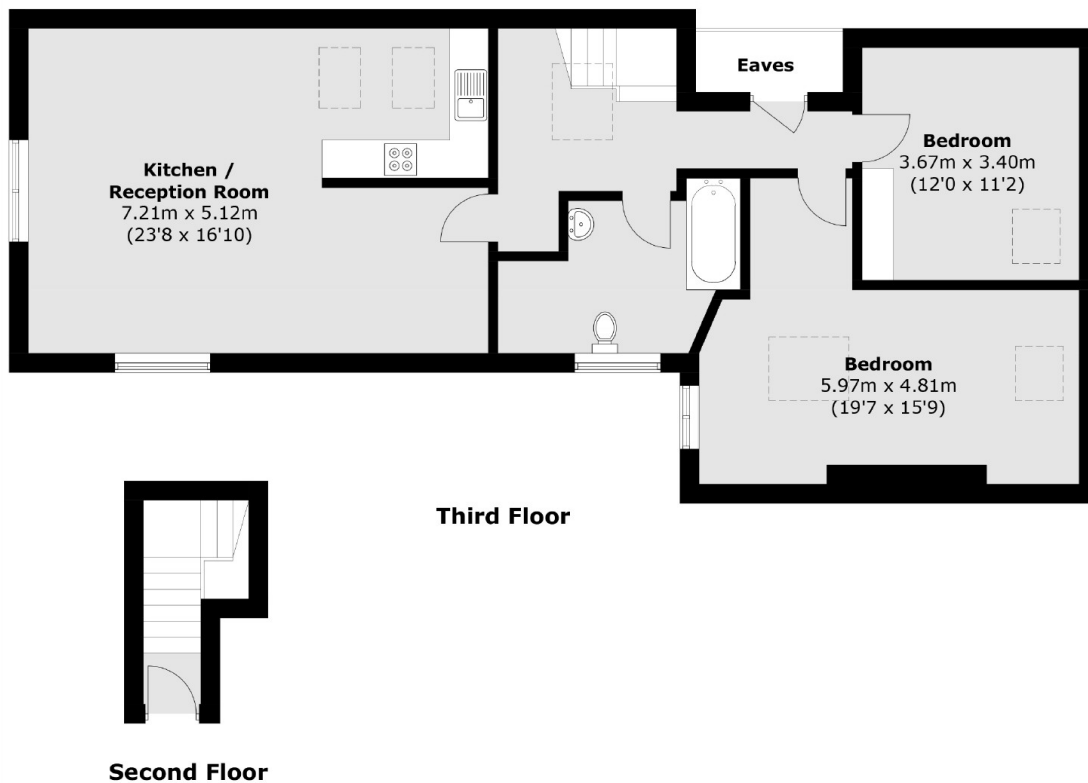 Eaves
Kitchen /
Reception Room
7.21m x 5.12m
(23'8 x 16'10)
Bedroom
3.67m x 3.40m
(12'0 x 11'2)
Bedroom
5.97m x 4.81m
(19'7 x 15'9)
Third Floor
Second Floor